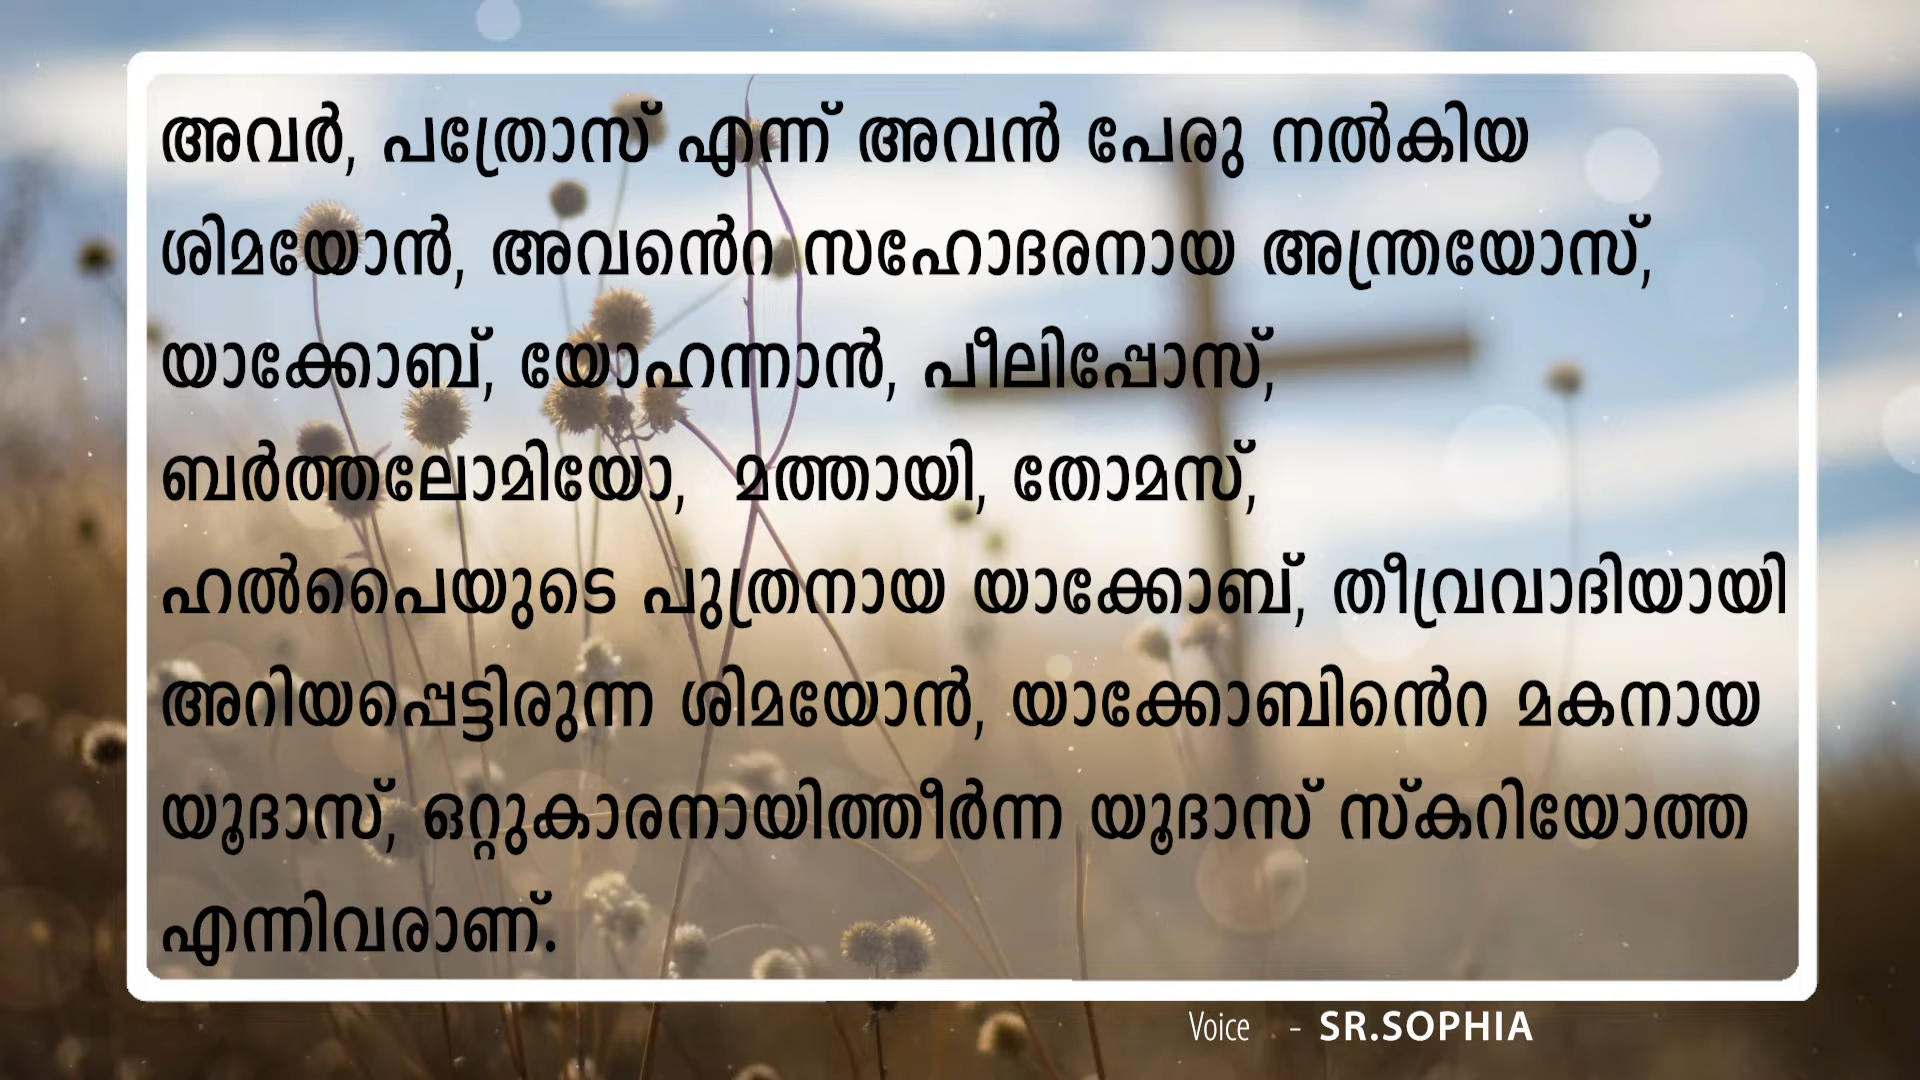 അവർ, പത്രോസ് എന്ന് അവൻ പേരു നൽകിയ
ശിമയോൻ, അവൻെറ സഹോദരനായ അന്ത്രയോസ്,
യാക്കോബ്, യോഹന്നാൻ, പീലിപ്പോസ്,
ബർത്തലോമിയോ, മത്തായി, തോമസ്,
ഹൽപൈയുടെ പുത്രനായ യാക്കോബ്, തീവ്രവാദിയായി
അറിയപ്പെട്ടിരുന്ന ശിമയോൻ, യാക്കോബിൻെറ മകനായ
യൂദാസ്, ഒറ്റുകാരനായിത്തീർന്ന യൂദാസ് സ്കറിയോത്ത
എന്നിവരാണ്.
Voice - SR.SOPHIA